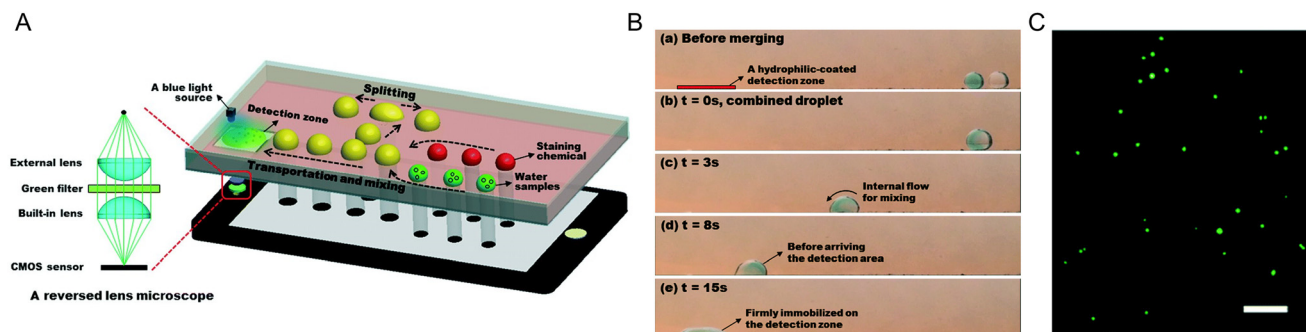 A
A blue light
source
Splitting
Detection zone
External lens
Green filter
Built-in lens
CMOS sensor
A reversed lens microscope
Transportation and mixing
Staining
chemical
Water
samples
B
(a) Before merging
A hydrophilic-coated
detection zone
(b) t = 0s, combined droplet
(c) t = 3s
Internal flow
for mixing
(d) t = 8s
Before arriving
the detection area
(e) t = 15s
Firmly immobilized on
the detection zone
C